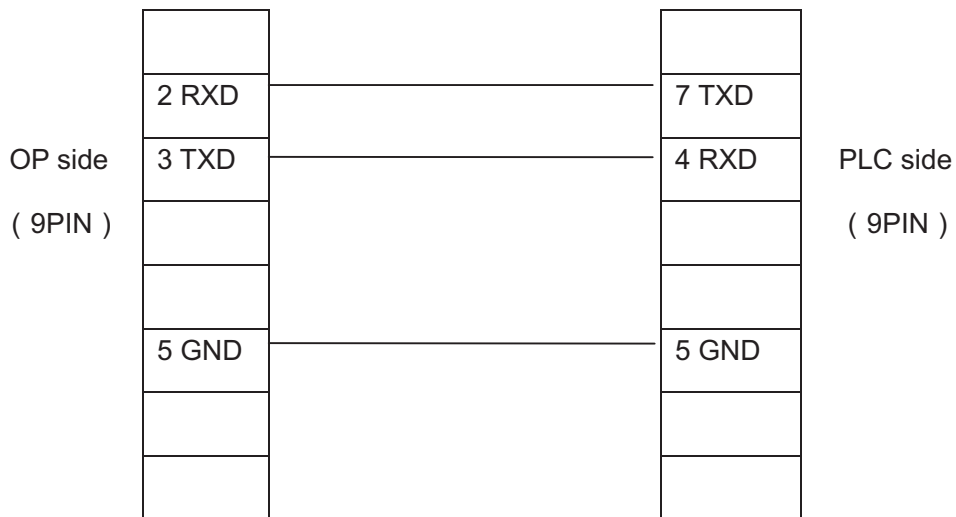 2 RXD 7 TXD
OP side 3 TXD 4 RXD PLC side
( 9PIN ) ( 9PIN )
5 GND 5 GND